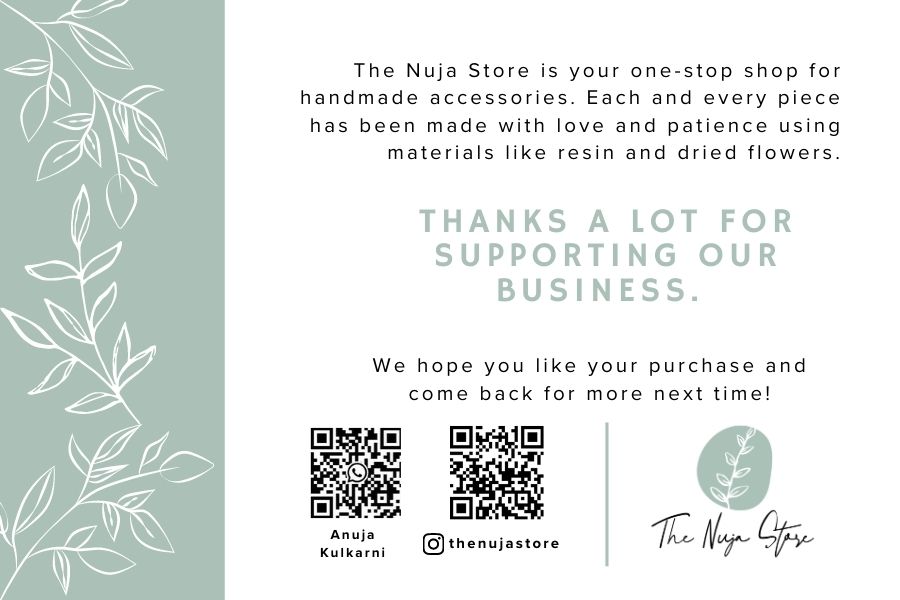 The Nuja Store is your one-stop shop for
handmade accessories. Each and every piece
has been made with love and patience using
materials like resin and dried flowers.
THANKS A LOT FOR
SUPPORTING OUR
BUSINESS.
We hope you like your purchase and
come back for more next time!
Anuja
Kulkarni
thenujastore
The Nuja Store